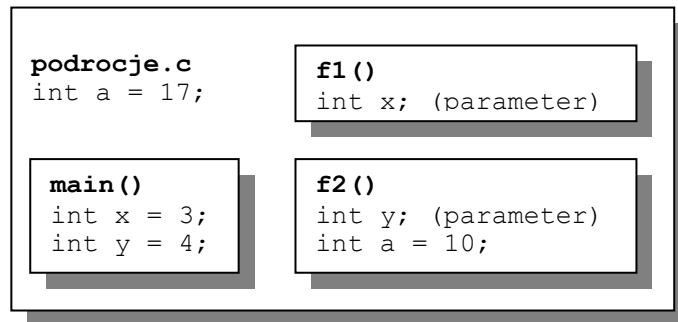 podrocje.c
int a = 17;
f1()
int x; (parameter)
main()
int x = 3;
int y = 4;
f2()
int y; (parameter)
int a = 10;